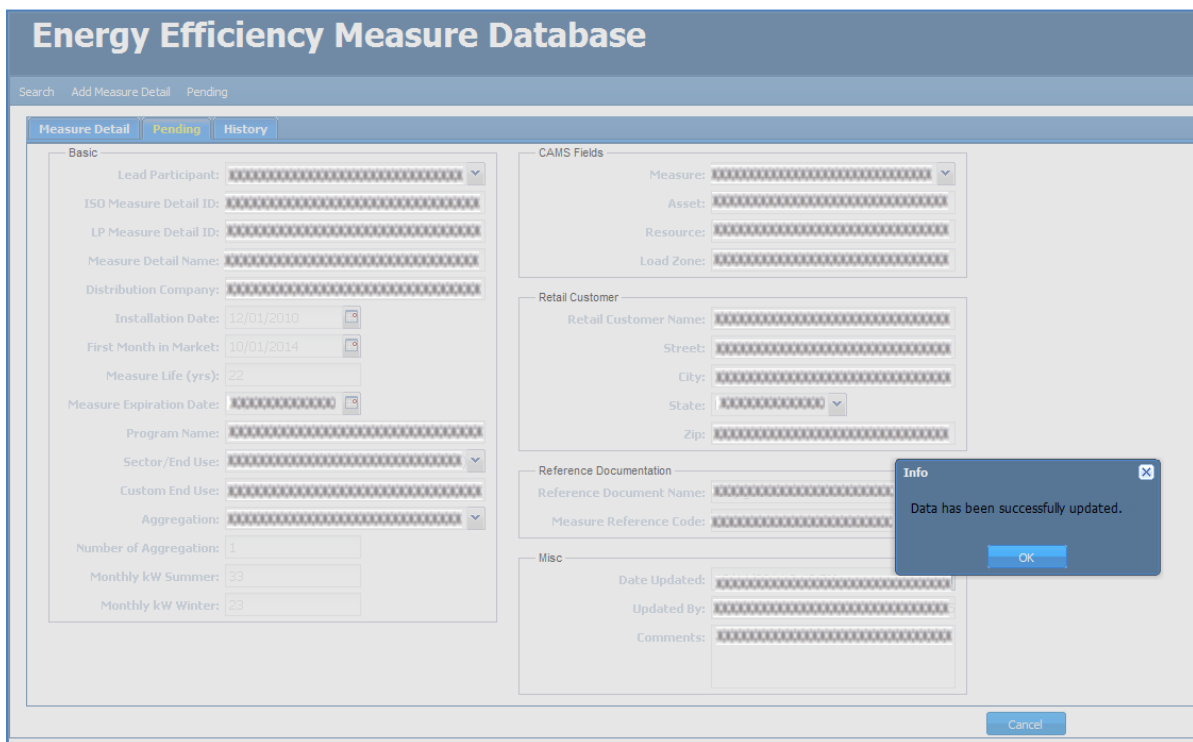 Energy Efficiency Measure Database
Search Add Measure Detail Pending
Measure Detail Pending History
Basic
Lead Participant:
ISO Measure Detail ID:
LP Measure Detail ID:
Measure Detail Name:
Distribution Company:
Installation Date: 12/01/2010
First Month in Market: 10/01/2014
Measure Life (yrs): 22
Measure Expiration Date:
Program Name:
Sector/End Use:
Custom End Use:
Aggregation:
Number of Aggregation: 1
Monthly kW Summer: 33
Monthly kW Winter: 23
CAMS Fields
Measure:
Asset:
Resource:
Load Zone:
Retail Customer
Retail Customer Name:
Street:
City:
State:
Zip:
Reference Documentation
Reference Document Name:
Measure Reference Code:
Misc
Date Updated:
Updated By:
Comments:
Info
Data has been successfully updated.
OK
Cancel